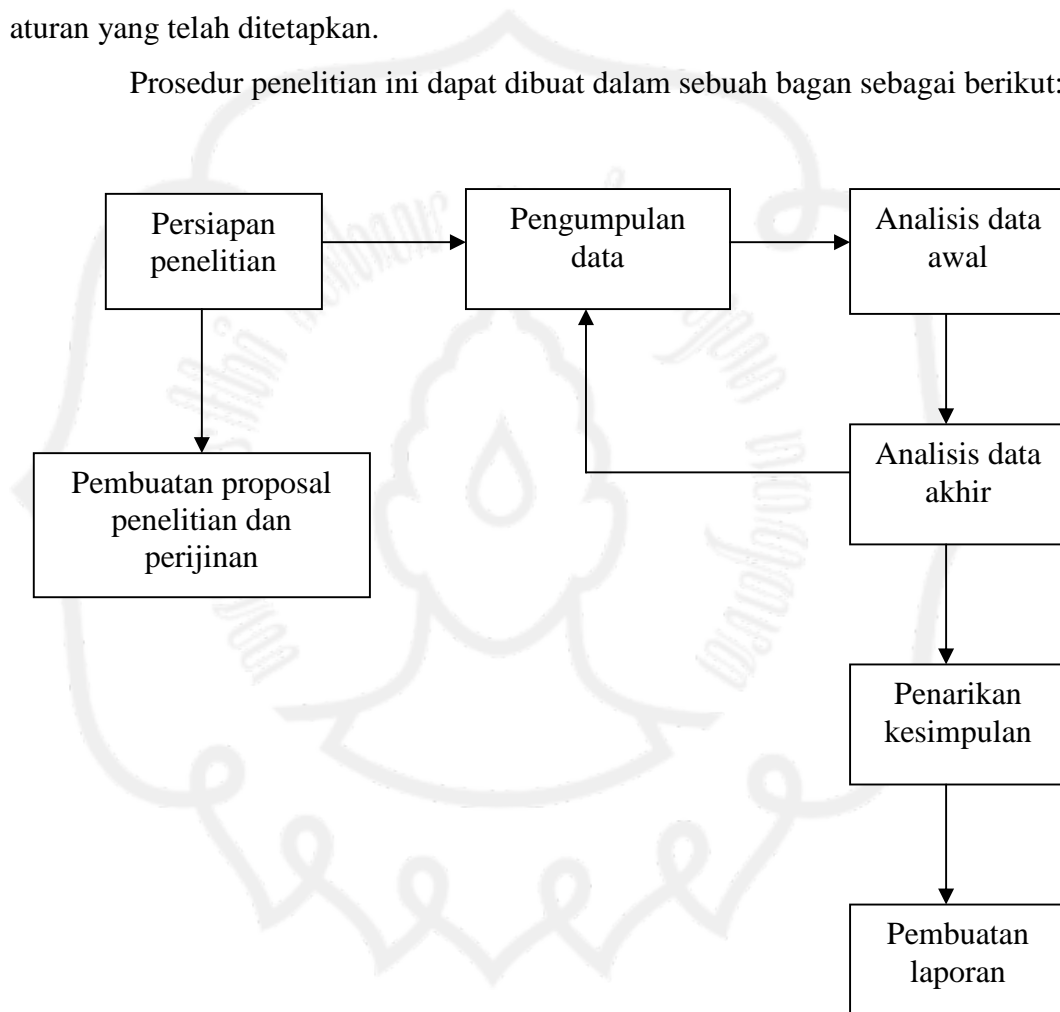 aturan yang telah ditetapkan.
Prosedur penelitian ini dapat dibuat dalam sebuah bagan sebagai berikut:
Persiapan
penelitian
Pengumpulan
data
Analisis data
awal
Pembuatan proposal
penelitian dan
perijinan
Analisis data
akhir
Penarikan
kesimpulan
Pembuatan
laporan